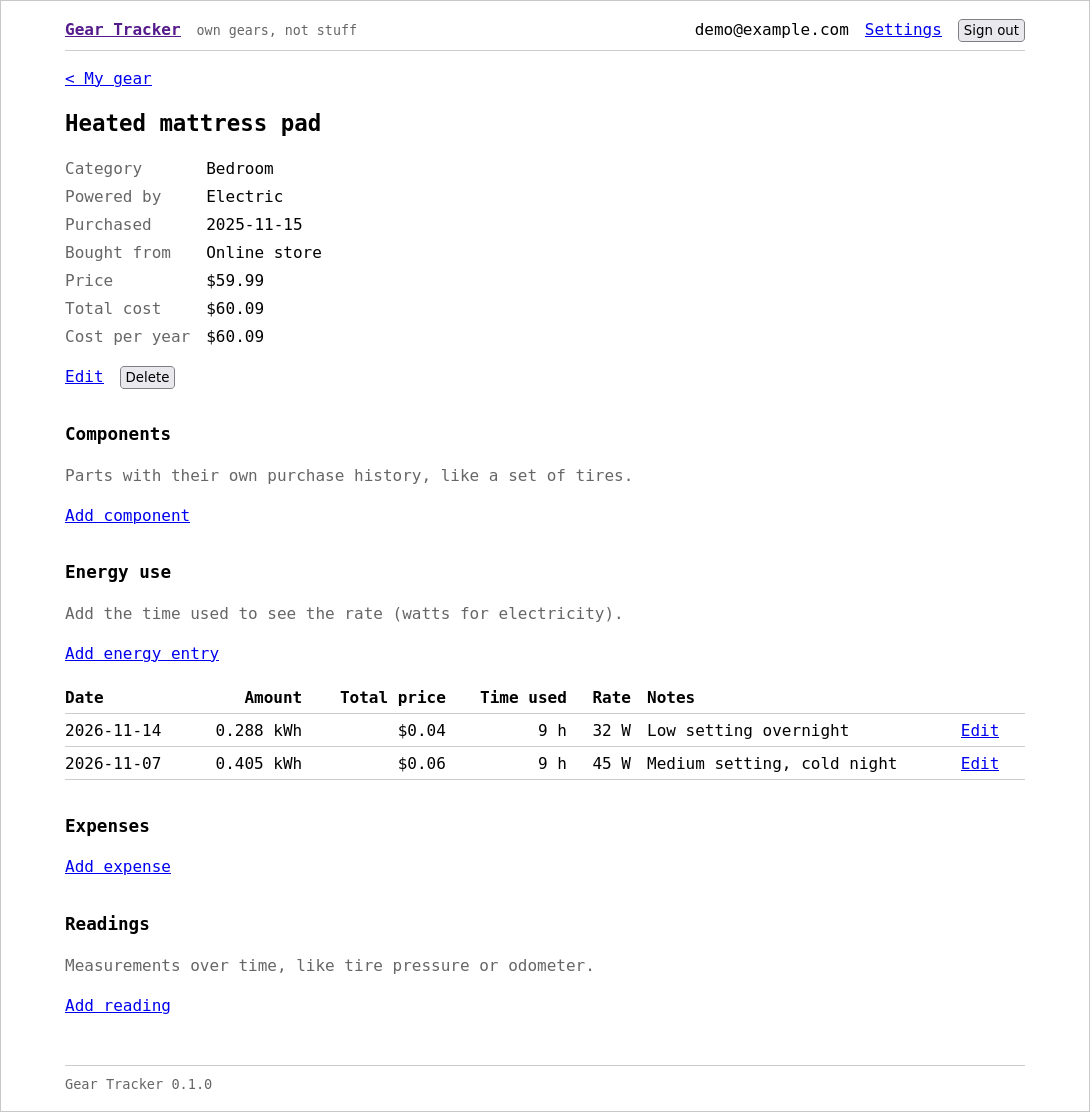 Gear Tracker own gears, not stuff demo@example.com Settings Sign out
< My gear
Heated mattress pad
Category Bedroom
Powered by Electric
Purchased 2025-11-15
Bought from Online store
Price $59.99
Total cost $60.09
Cost per year $60.09
Edit Delete
Components
Parts with their own purchase history, like a set of tires.
Add component
Energy use
Add the time used to see the rate (watts for electricity).
Add energy entry
Date Amount Total price Time used Rate Notes
2026-11-14 0.288 kWh $0.04 9 h 32 W Low setting overnight Edit
2026-11-07 0.405 kWh $0.06 9 h 45 W Medium setting, cold night Edit
Expenses
Add expense
Readings
Measurements over time, like tire pressure or odometer.
Add reading
Gear Tracker 0.1.0